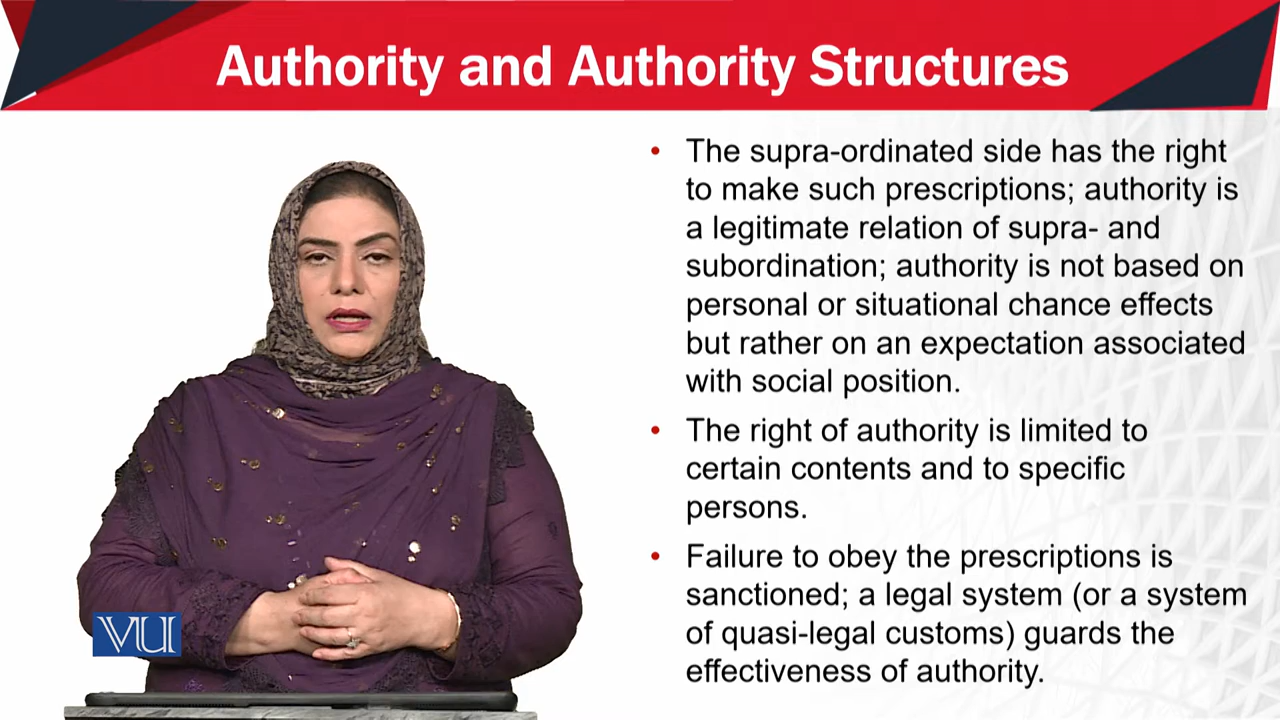 Authority and Authority Structures
• The supra-ordinated side has the right
to make such prescriptions; authority is
a legitimate relation of supra- and
subordination; authority is not based on
personal or situational chance effects
but rather on an expectation associated
with social position.
• The right of authority is limited to
certain contents and to specific
persons.
• Failure to obey the prescriptions is
sanctioned; a legal system (or a system
of quasi-legal customs) guards the
effectiveness of authority.
VU